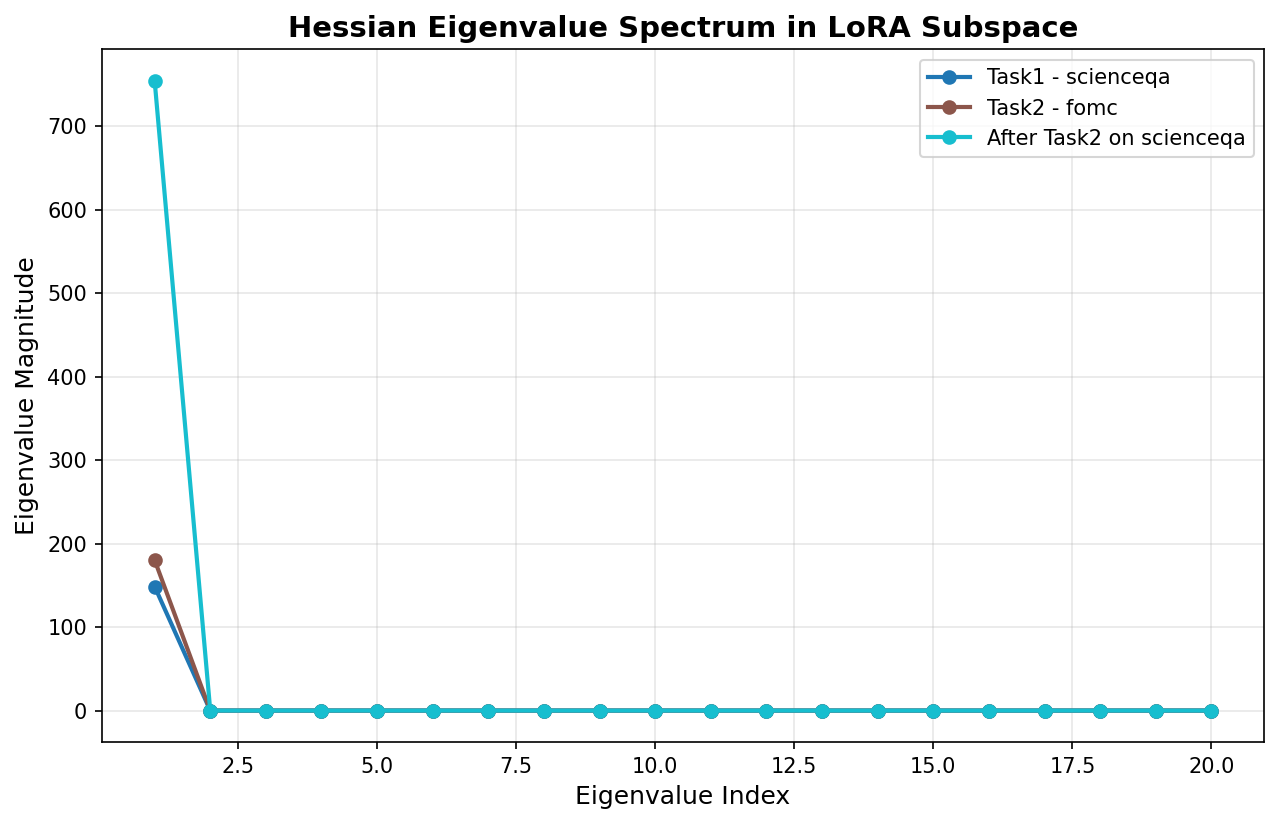 Hessian Eigenvalue Spectrum in LoRA Subspace
Task1 - scienceqa
Task2 - fomc
After Task2 on scienceqa
Eigenvalue Magnitude
700
600
500
400
300
200
100
0
2.5 5.0 7.5 10.0 12.5 15.0 17.5 20.0
Eigenvalue Index